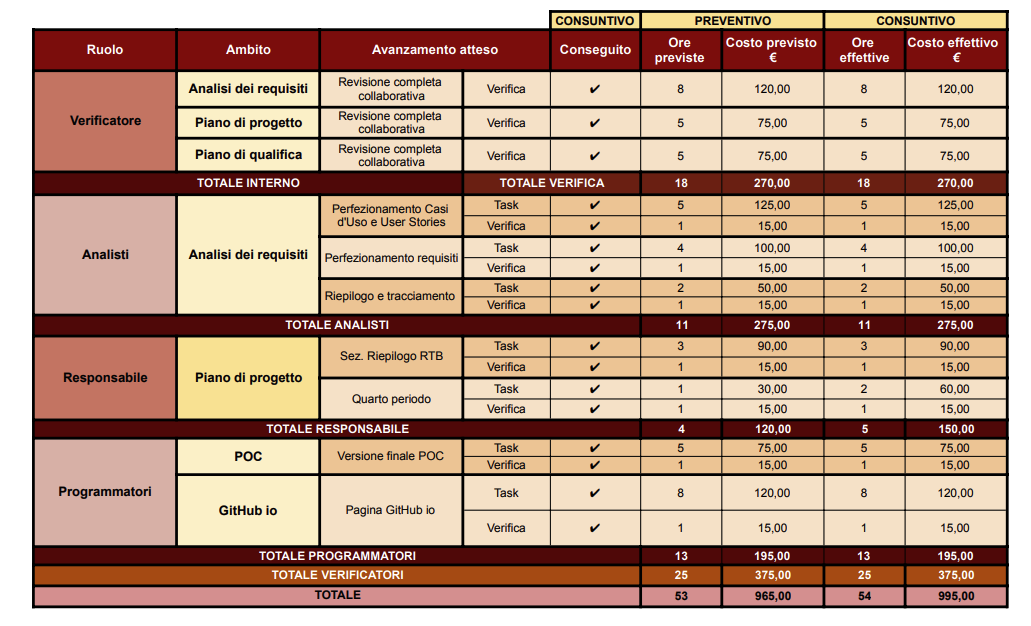 CONSUNTIVO PREVENTIVO CONSUNTIVO
Ruolo Ambito Avanzamento atteso Conseguito Ore previste Costo previsto € Ore effettive Costo effettivo €
Verificatore Analisi dei requisiti Revisione completa collaborativa Verifica ✔ 8 120,00 8 120,00
Piano di progetto Revisione completa collaborativa Verifica ✔ 5 75,00 5 75,00
Piano di qualifica Revisione completa collaborativa Verifica ✔ 5 75,00 5 75,00
TOTALE INTERNO TOTALE VERIFICA 18 270,00 18 270,00
Analisti Analisi dei requisiti Perfezionamento Casi d'Uso e User Stories Task ✔ 5 125,00 5 125,00
Verifica ✔ 1 15,00 1 15,00
Perfezionamento requisiti Task ✔ 4 100,00 4 100,00
Verifica ✔ 1 15,00 1 15,00
Riepilogo e tracciamento Task ✔ 2 50,00 2 50,00
Verifica ✔ 1 15,00 1 15,00
TOTALE ANALISTI 11 275,00 11 275,00
Responsabile Piano di progetto Sez. Riepilogo RTB Task ✔ 3 90,00 3 90,00
Verifica ✔ 1 15,00 1 15,00
Quarto periodo Task ✔ 1 30,00 2 60,00
Verifica ✔ 1 15,00 1 15,00
TOTALE RESPONSABILE 4 120,00 5 150,00
Programmatori POC Versione finale POC Task ✔ 5 75,00 5 75,00
Verifica ✔ 1 15,00 1 15,00
GitHub io Pagina GitHub io Task ✔ 8 120,00 8 120,00
Verifica ✔ 1 15,00 1 15,00
TOTALE PROGRAMMATORI 13 195,00 13 195,00
TOTALE VERIFICATORI 25 375,00 25 375,00
TOTALE 53 965,00 54 995,00